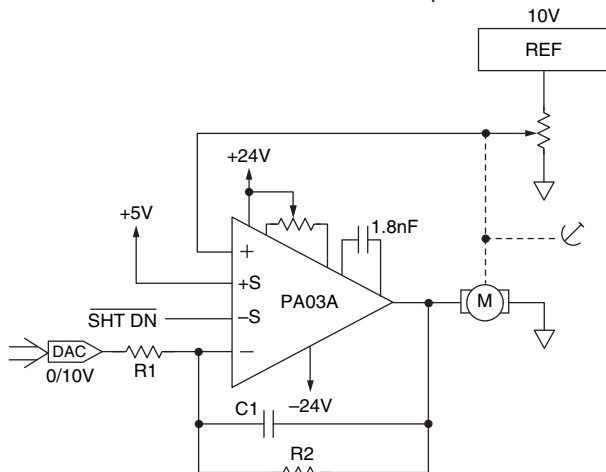 10V
REF
+24V
+5V
1.8nF
+
+S
PA03A
M
SHT DN
–S
–
DAC
0/10V
R1
–24V
C1
R2